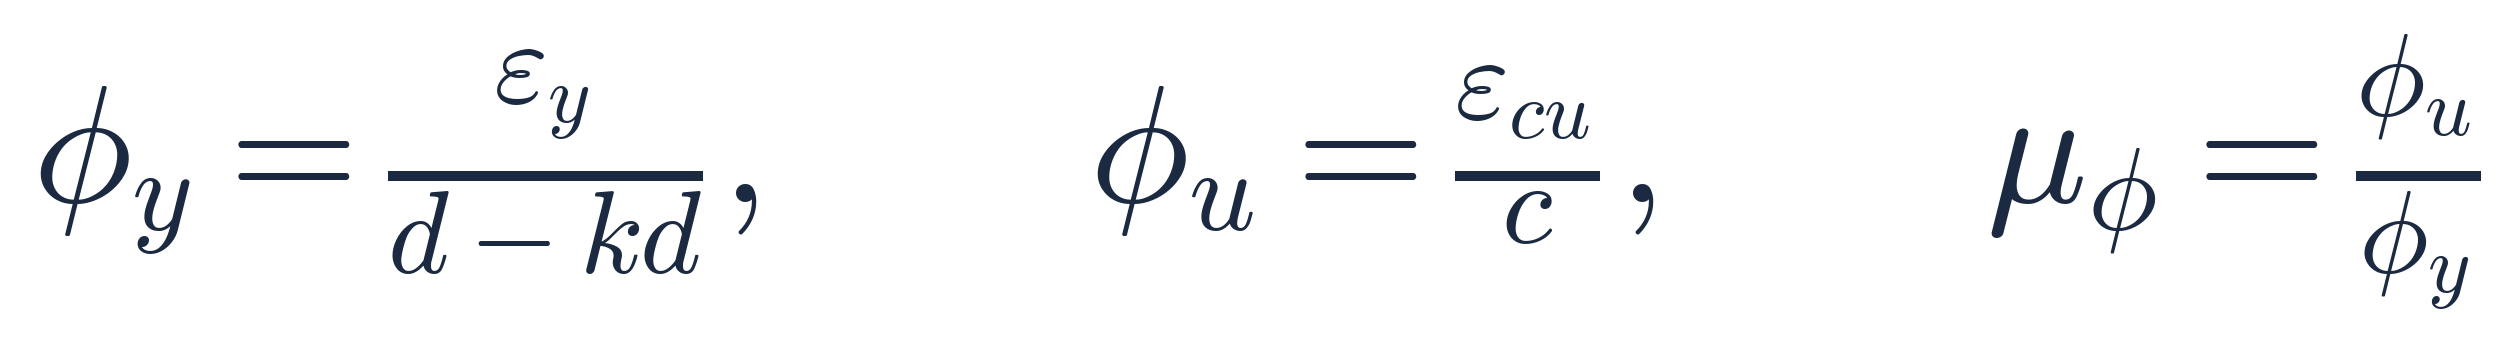 ϕ_y = ε_y / (d − kd), ϕ_u = ε_cu / c, μ_ϕ = ϕ_u / ϕ_y